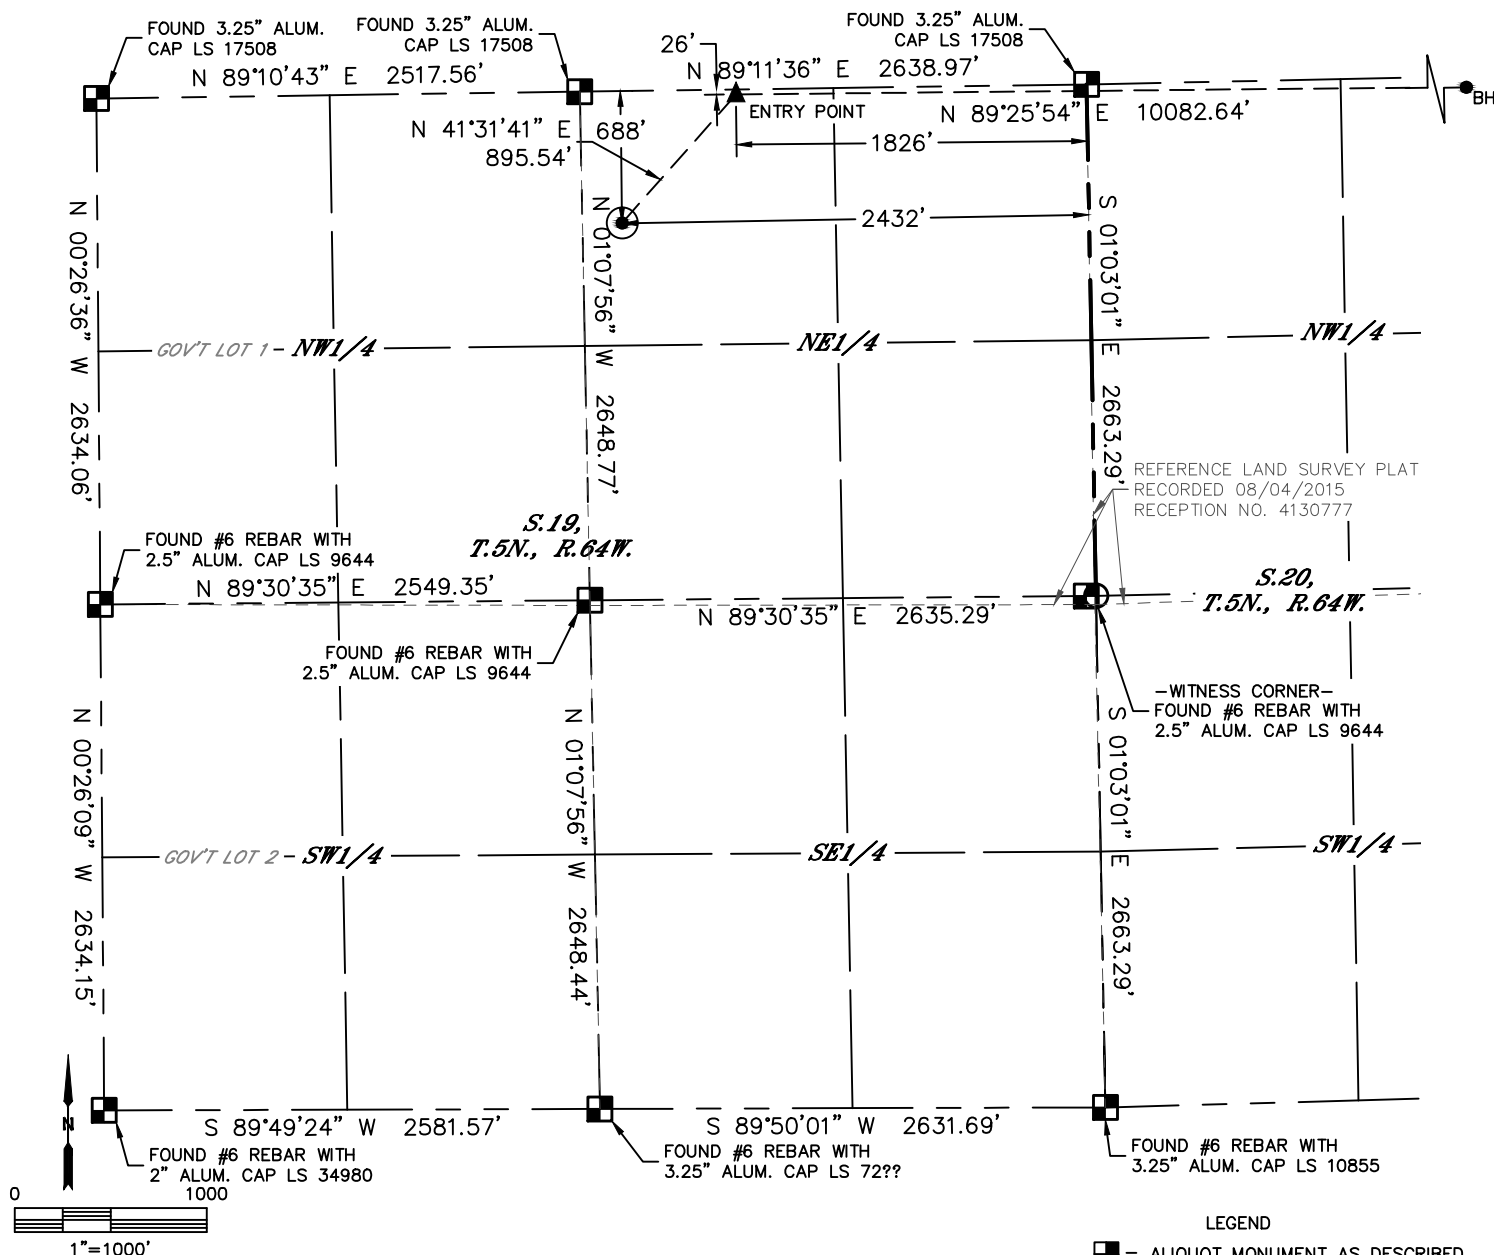 FOUND 3.25" ALUM.
CAP LS 17508
FOUND 3.25" ALUM.
CAP LS 17508
FOUND 3.25" ALUM.
CAP LS 17508
26'
N 89°10'43" E 2517.56'
N 89°11'36" E 2638.97'
BH
ENTRY POINT
N 89°25'54" E 10082.64'
N 41°31'41" E
895.54'
688'
1826'
2432'
N 00°26'36" W 2634.06'
N 01°07'56" W 2648.77'
S 01°03'01" E 2663.29'
GOV'T LOT 1
NW1/4
NE1/4
NW1/4
REFERENCE LAND SURVEY PLAT
RECORDED 08/04/2015
RECEPTION NO. 4130777
S.19,
T.5N., R.64W.
FOUND #6 REBAR WITH
2.5" ALUM. CAP LS 9644
N 89°30'35" E 2549.35'
N 89°30'35" E 2635.29'
S.20,
T.5N., R.64W.
FOUND #6 REBAR WITH
2.5" ALUM. CAP LS 9644
-WITNESS CORNER-
FOUND #6 REBAR WITH
2.5" ALUM. CAP LS 9644
N 00°26'09" W 2634.15'
N 01°07'56" W 2648.44'
S 01°03'01" E 2663.29'
GOV'T LOT 2
SW1/4
SE1/4
SW1/4
N
S 89°49'24" W 2581.57'
S 89°50'01" W 2631.69'
FOUND #6 REBAR WITH
2" ALUM. CAP LS 34980
FOUND #6 REBAR WITH
3.25" ALUM. CAP LS 72??
FOUND #6 REBAR WITH
3.25" ALUM. CAP LS 10855
0 1000
1"=1000'
LEGEND
- ALIQUOT MONUMENT AS DESCRIBED